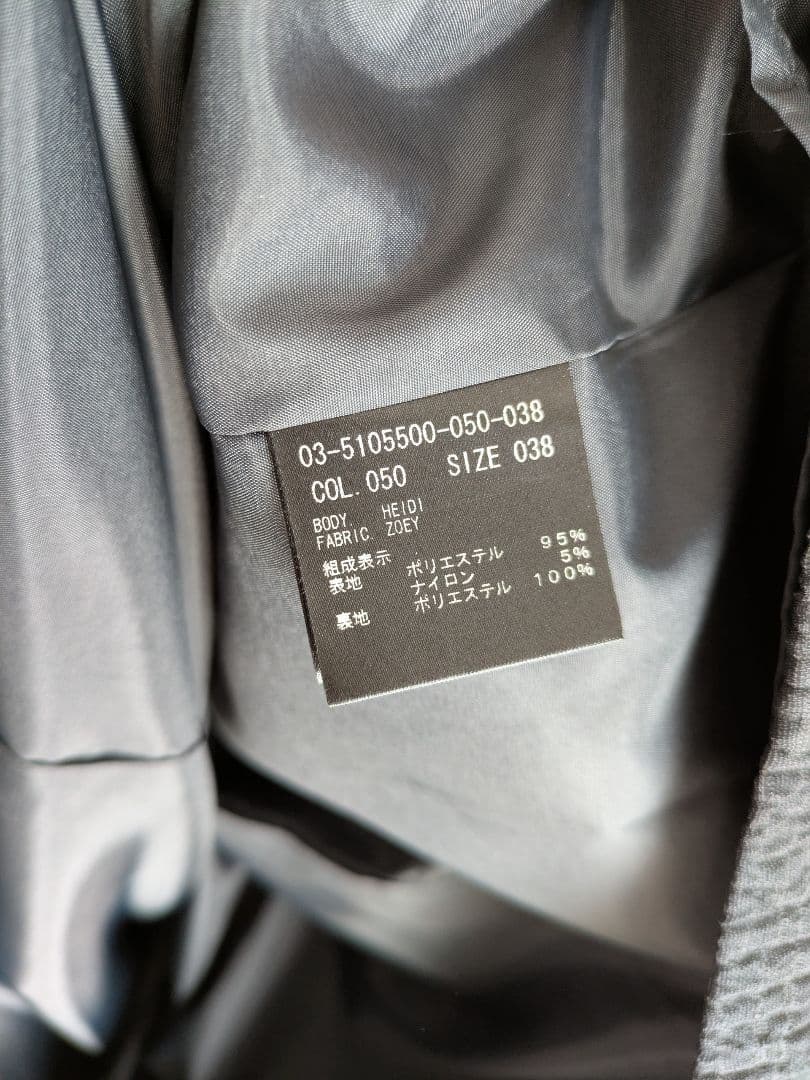 03-5105500-050-038
COL.050 SIZE 038
BODY. HEIDI
FABRIC. ZOEY
組成表示
表地 ポリエステル 95%
ナイロン 5%
裏地 ポリエステル 100%